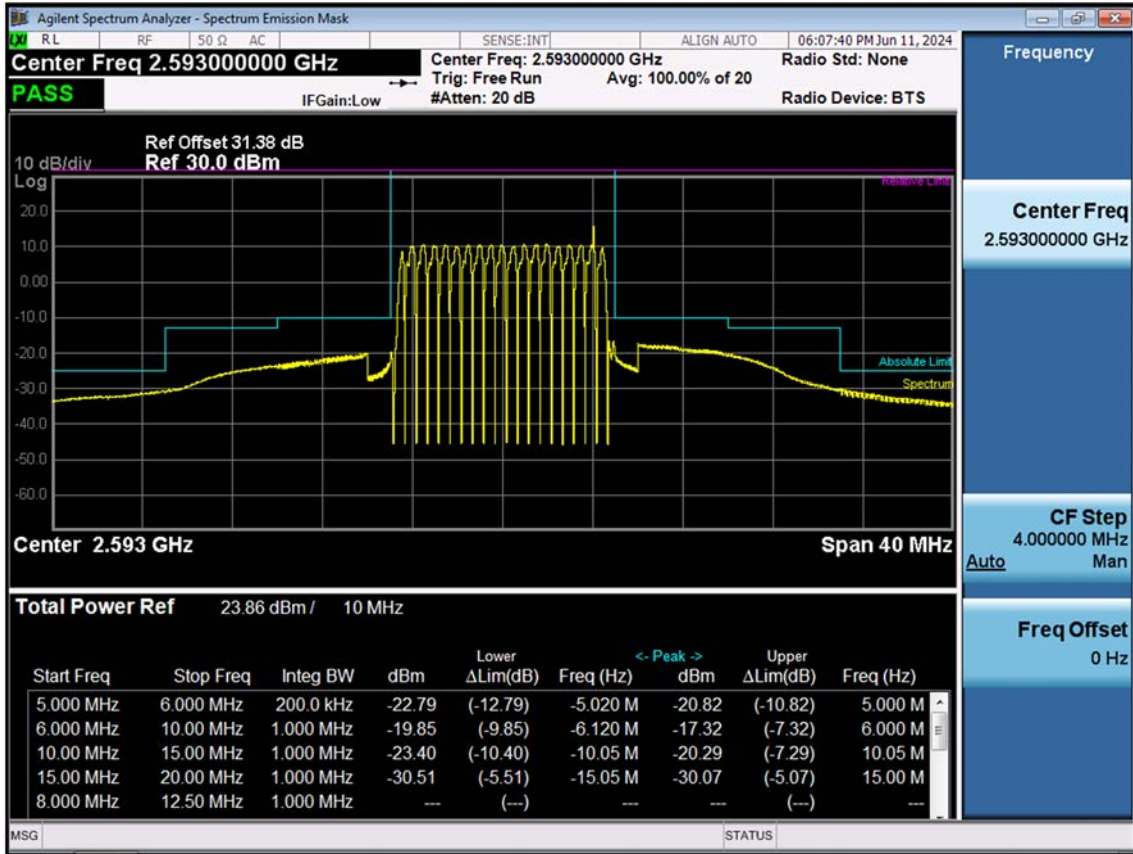 Agilent Spectrum Analyzer - Spectrum Emission Mask
LXI RL RF 50 Ω AC SENSE:INT ALIGN AUTO 06:07:40 PM Jun 11, 2024
Center Freq 2.593000000 GHz Center Freq: 2.593000000 GHz Radio Std: None
Trig: Free Run Avg: 100.00% of 20
PASS IFGain:Low #Atten: 20 dB Radio Device: BTS
Ref Offset 31.38 dB
10 dB/div Ref 30.0 dBm
Log
Relative Limit
20.0
10.0
0.00
-10.0
-20.0
Absolute Limit
-30.0
Spectrum
-40.0
-50.0
-60.0
Center 2.593 GHz Span 40 MHz
Total Power Ref 23.86 dBm / 10 MHz
Lower <- Peak -> Upper
Start Freq Stop Freq Integ BW dBm ΔLim(dB) Freq (Hz) dBm ΔLim(dB) Freq (Hz)
5.000 MHz 6.000 MHz 200.0 kHz -22.79 (-12.79) -5.020 M -20.82 (-10.82) 5.000 M
6.000 MHz 10.00 MHz 1.000 MHz -19.85 (-9.85) -6.120 M -17.32 (-7.32) 6.000 M
10.00 MHz 15.00 MHz 1.000 MHz -23.40 (-10.40) -10.05 M -20.29 (-7.29) 10.05 M
15.00 MHz 20.00 MHz 1.000 MHz -30.51 (-5.51) -15.05 M -30.07 (-5.07) 15.00 M
8.000 MHz 12.50 MHz 1.000 MHz --- (---) --- --- (---) ---
MSG STATUS
Frequency
Center Freq
2.593000000 GHz
CF Step
4.000000 MHz
Auto Man
Freq Offset
0 Hz